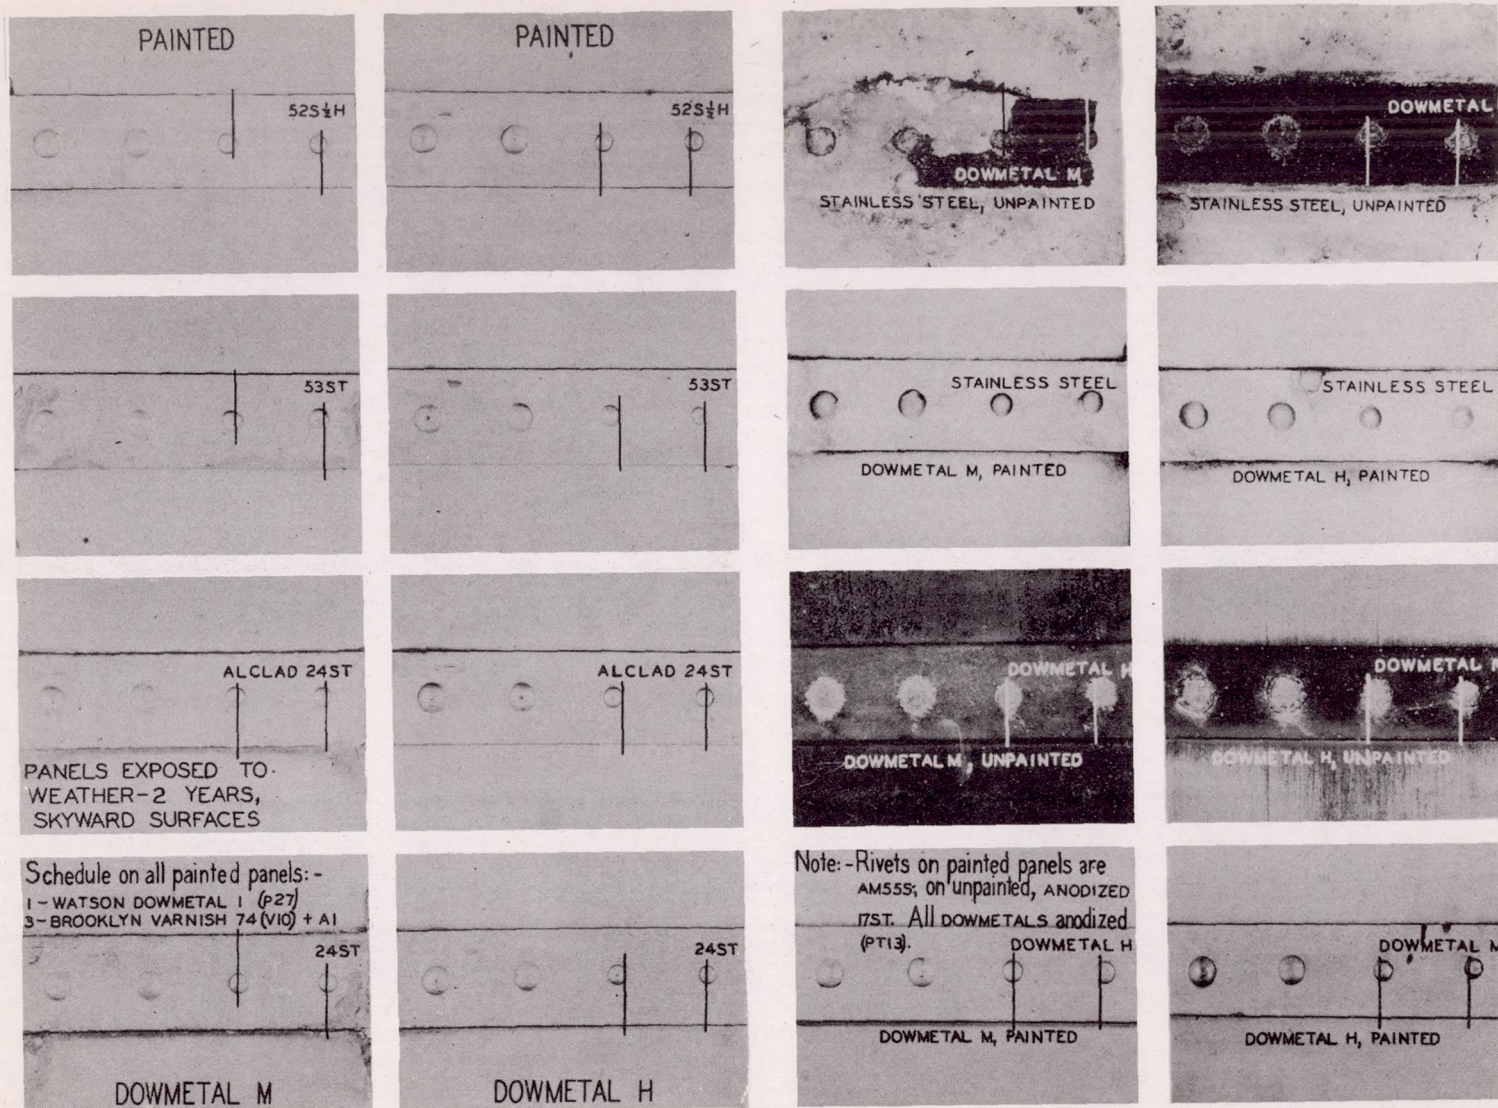 PAINTED
52S½H
PAINTED
52S½H
DOWMETAL M
STAINLESS STEEL, UNPAINTED
DOWMETAL
STAINLESS STEEL, UNPAINTED
53ST
53ST
STAINLESS STEEL
DOWMETAL M, PAINTED
STAINLESS STEEL
DOWMETAL H, PAINTED
ALCLAD 24ST
PANELS EXPOSED TO
WEATHER-2 YEARS,
SKYWARD SURFACES
ALCLAD 24ST
DOWMETAL H
DOWMETAL M, UNPAINTED
DOWMETAL M
DOWMETAL H, UNPAINTED
Schedule on all painted panels:-
1-WATSON DOWMETAL 1 (P27)
3-BROOKLYN VARNISH 74 (V10) + A1
24ST
DOWMETAL M
24ST
DOWMETAL H
Note:-Rivets on painted panels are
AM55S; on unpainted, ANODIZED
17ST. All DOWMETALS anodized
(PT13).
DOWMETAL H
DOWMETAL M, PAINTED
DOWMETAL M
DOWMETAL H, PAINTED